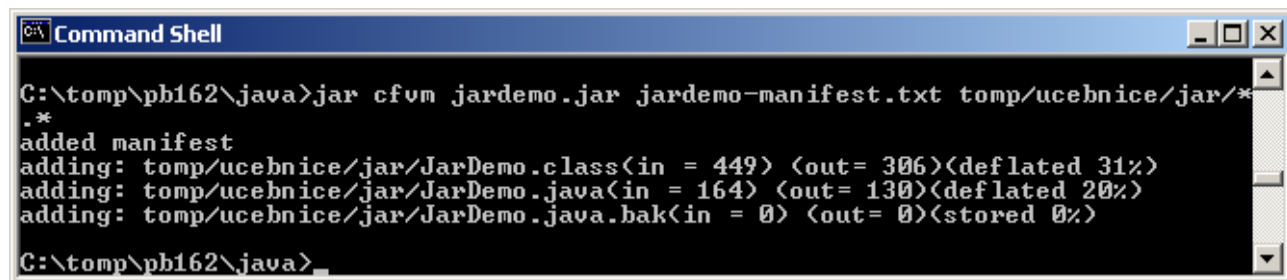 Command Shell
C:\tomp\pb162\java>jar cfvm jardemo.jar jardemo-manifest.txt tomp/ucebnice/jar/*
.*
added manifest
adding: tomp/ucebnice/jar/JarDemo.class(in = 449) (out= 306)(deflated 31%)
adding: tomp/ucebnice/jar/JarDemo.java(in = 164) (out= 130)(deflated 20%)
adding: tomp/ucebnice/jar/JarDemo.java.bak(in = 0) (out= 0)(stored 0%)
C:\tomp\pb162\java>_